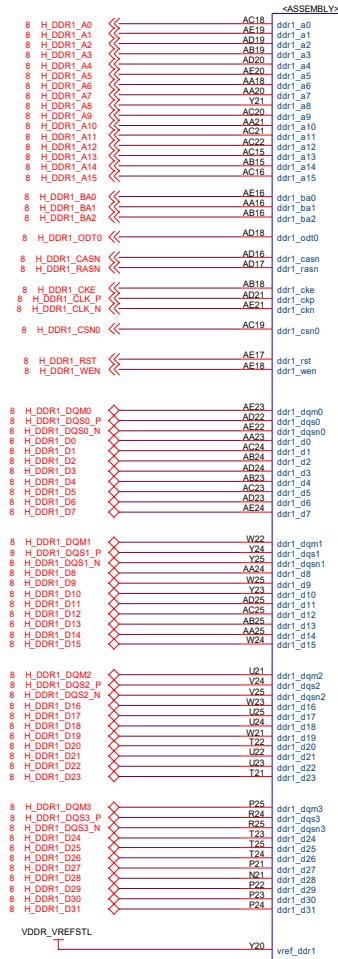 <ASSEMBLY>
8 H_DDR1_A0 AC18 ddr1_a0
8 H_DDR1_A1 AE19 ddr1_a1
8 H_DDR1_A2 AD19 ddr1_a2
8 H_DDR1_A3 AB19 ddr1_a3
8 H_DDR1_A4 AD20 ddr1_a4
8 H_DDR1_A5 AE20 ddr1_a5
8 H_DDR1_A6 AA18 ddr1_a6
8 H_DDR1_A7 AA20 ddr1_a7
8 H_DDR1_A8 Y21 ddr1_a8
8 H_DDR1_A9 AC20 ddr1_a9
8 H_DDR1_A10 AA21 ddr1_a10
8 H_DDR1_A11 AC21 ddr1_a11
8 H_DDR1_A12 AC22 ddr1_a12
8 H_DDR1_A13 AC15 ddr1_a13
8 H_DDR1_A14 AB15 ddr1_a14
8 H_DDR1_A15 AC16 ddr1_a15
8 H_DDR1_BA0 AE16 ddr1_ba0
8 H_DDR1_BA1 AA16 ddr1_ba1
8 H_DDR1_BA2 AB16 ddr1_ba2
8 H_DDR1_ODT0 AD18 ddr1_odt0
8 H_DDR1_CASN AD16 ddr1_casn
8 H_DDR1_RASN AD17 ddr1_rasn
8 H_DDR1_CKE AB18 ddr1_cke
8 H_DDR1_CLK_P AD21 ddr1_ckp
8 H_DDR1_CLK_N AE21 ddr1_ckn
8 H_DDR1_CSN0 AC19 ddr1_csn0
8 H_DDR1_RST AE17 ddr1_rst
8 H_DDR1_WEN AE18 ddr1_wen
8 H_DDR1_DQM0 AE23 ddr1_dqm0
8 H_DDR1_DQS0_P AD22 ddr1_dqs0
8 H_DDR1_DQS0_N AE22 ddr1_dqsn0
8 H_DDR1_D0 AA23 ddr1_d0
8 H_DDR1_D1 AC24 ddr1_d1
8 H_DDR1_D2 AB24 ddr1_d2
8 H_DDR1_D3 AD24 ddr1_d3
8 H_DDR1_D4 AB23 ddr1_d4
8 H_DDR1_D5 AC23 ddr1_d5
8 H_DDR1_D6 AD23 ddr1_d6
8 H_DDR1_D7 AE24 ddr1_d7
8 H_DDR1_DQM1 W22 ddr1_dqm1
8 H_DDR1_DQS1_P Y24 ddr1_dqs1
8 H_DDR1_DQS1_N Y25 ddr1_dqsn1
8 H_DDR1_D8 AA24 ddr1_d8
8 H_DDR1_D9 W25 ddr1_d9
8 H_DDR1_D10 Y23 ddr1_d10
8 H_DDR1_D11 AD25 ddr1_d11
8 H_DDR1_D12 AC25 ddr1_d12
8 H_DDR1_D13 AB25 ddr1_d13
8 H_DDR1_D14 AA25 ddr1_d14
8 H_DDR1_D15 W24 ddr1_d15
8 H_DDR1_DQM2 U21 ddr1_dqm2
8 H_DDR1_DQS2_P V24 ddr1_dqs2
8 H_DDR1_DQS2_N V25 ddr1_dqsn2
8 H_DDR1_D16 W23 ddr1_d16
8 H_DDR1_D17 U25 ddr1_d17
8 H_DDR1_D18 U24 ddr1_d18
8 H_DDR1_D19 W21 ddr1_d19
8 H_DDR1_D20 T22 ddr1_d20
8 H_DDR1_D21 U22 ddr1_d21
8 H_DDR1_D22 U23 ddr1_d22
8 H_DDR1_D23 T21 ddr1_d23
8 H_DDR1_DQM3 P25 ddr1_dqm3
8 H_DDR1_DQS3_P R24 ddr1_dqs3
8 H_DDR1_DQS3_N R25 ddr1_dqsn3
8 H_DDR1_D24 T23 ddr1_d24
8 H_DDR1_D25 T25 ddr1_d25
8 H_DDR1_D26 T24 ddr1_d26
8 H_DDR1_D27 P21 ddr1_d27
8 H_DDR1_D28 N21 ddr1_d28
8 H_DDR1_D29 P22 ddr1_d29
8 H_DDR1_D30 P23 ddr1_d30
8 H_DDR1_D31 P24 ddr1_d31
VDDR_VREFSTL
Y20 vref_ddr1